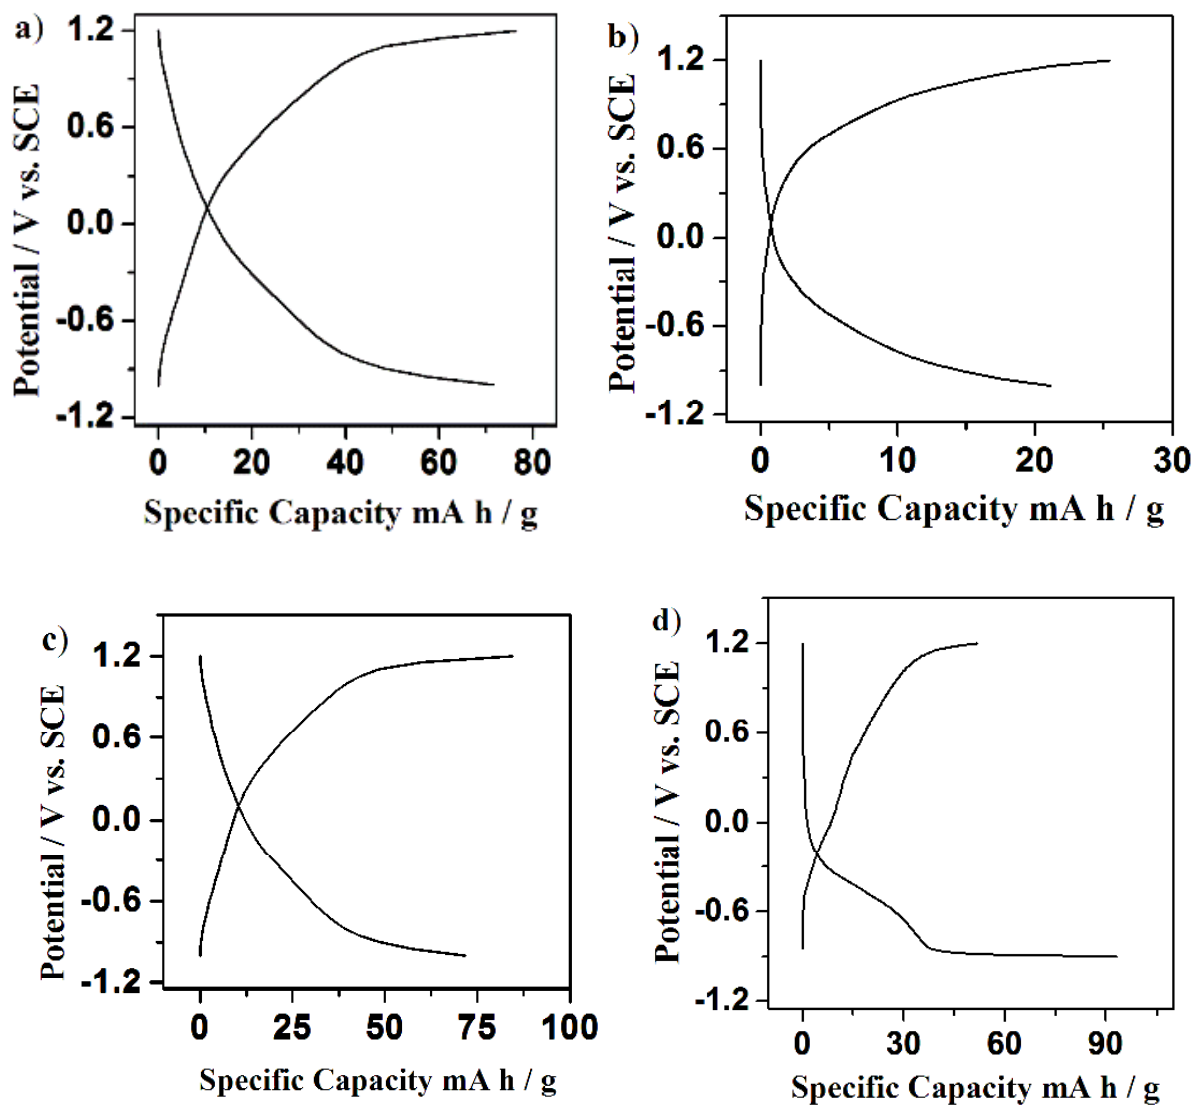 a)
1.2
0.6
0.0
-0.6
-1.2
Potential / V vs. SCE
0 20 40 60 80
Specific Capacity mA h / g
b)
1.2
0.6
0.0
-0.6
-1.2
Potential / V vs. SCE
0 10 20 30
Specific Capacity mA h / g
c)
1.2
0.6
0.0
-0.6
-1.2
Potential / V vs. SCE
0 25 50 75 100
Specific Capacity mA h / g
d)
1.2
0.6
0.0
-0.6
-1.2
Potential / V vs. SCE
0 30 60 90
Specific Capacity mA h / g